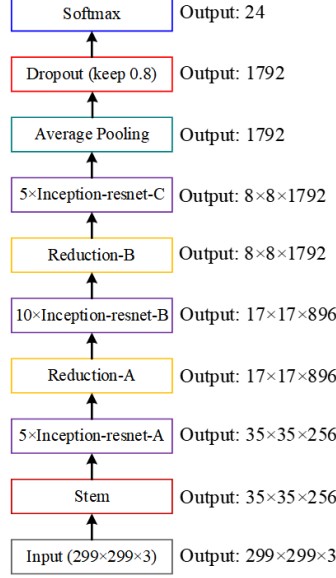 Softmax Output: 24
Dropout (keep 0.8) Output: 1792
Average Pooling Output: 1792
5×Inception-resnet-C Output: 8×8×1792
Reduction-B Output: 8×8×1792
10×Inception-resnet-B Output: 17×17×896
Reduction-A Output: 17×17×896
5×Inception-resnet-A Output: 35×35×256
Stem Output: 35×35×256
Input (299×299×3) Output: 299×299×3